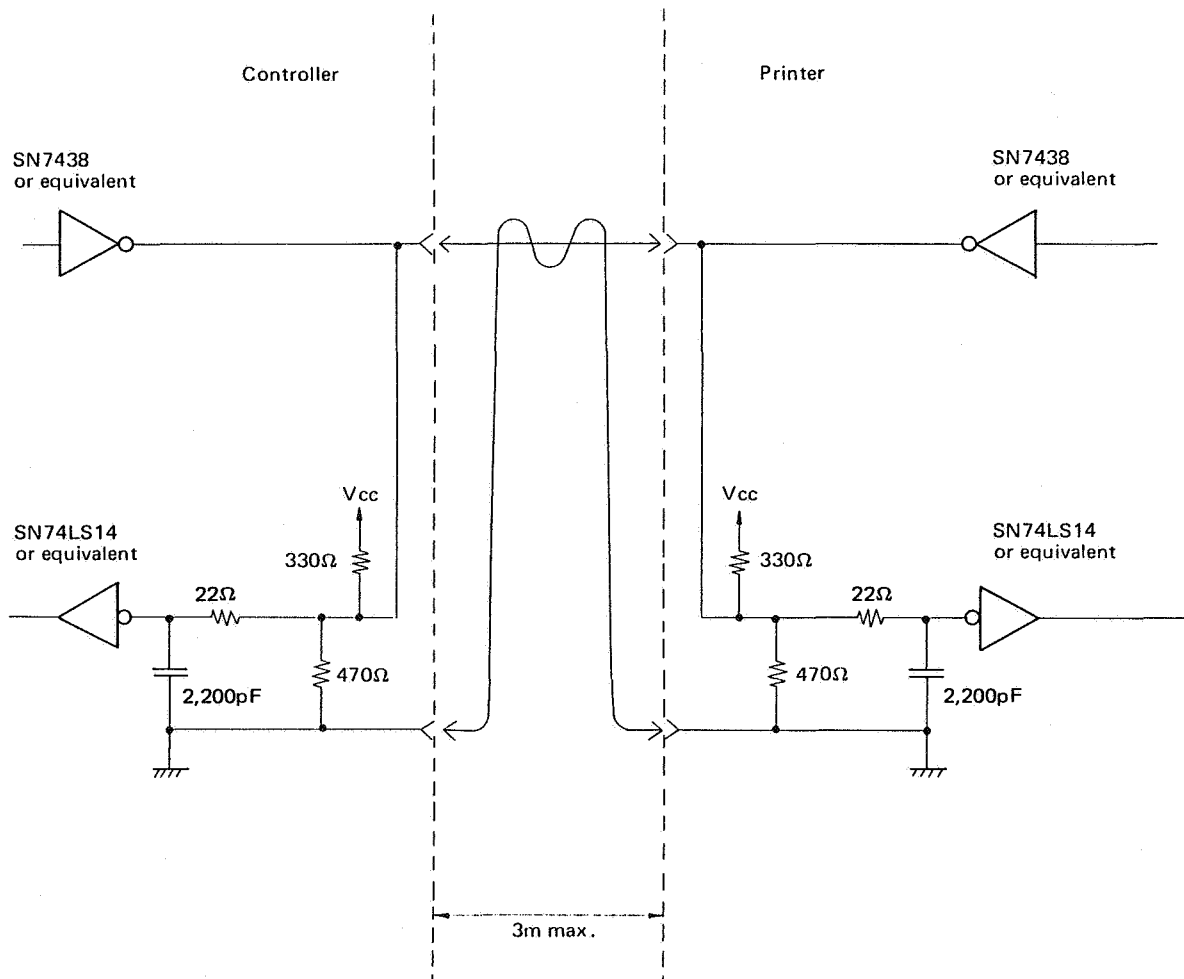 Controller
Printer
SN7438
or equivalent
SN7438
or equivalent
Vcc
Vcc
SN74LS14
or equivalent
SN74LS14
or equivalent
330Ω
330Ω
22Ω
22Ω
470Ω
470Ω
2,200pF
2,200pF
3m max.